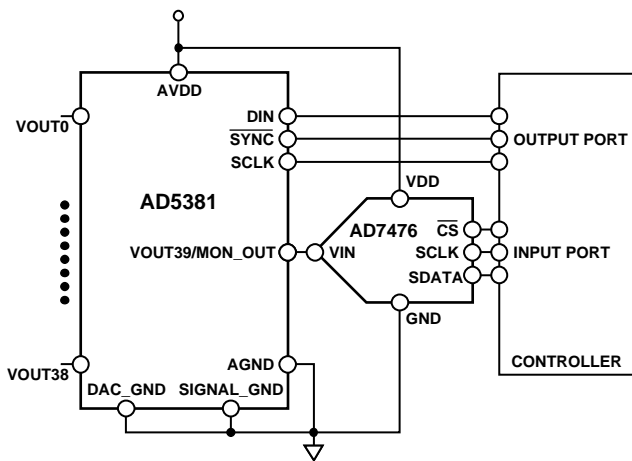 AVDD
VOUT0
DIN
SYNC
SCLK
OUTPUT PORT
VDD
AD5381
AD7476
CS
VOUT39/MON_OUT
VIN
SCLK
INPUT PORT
SDATA
GND
VOUT38
AGND
CONTROLLER
DAC_GND
SIGNAL_GND